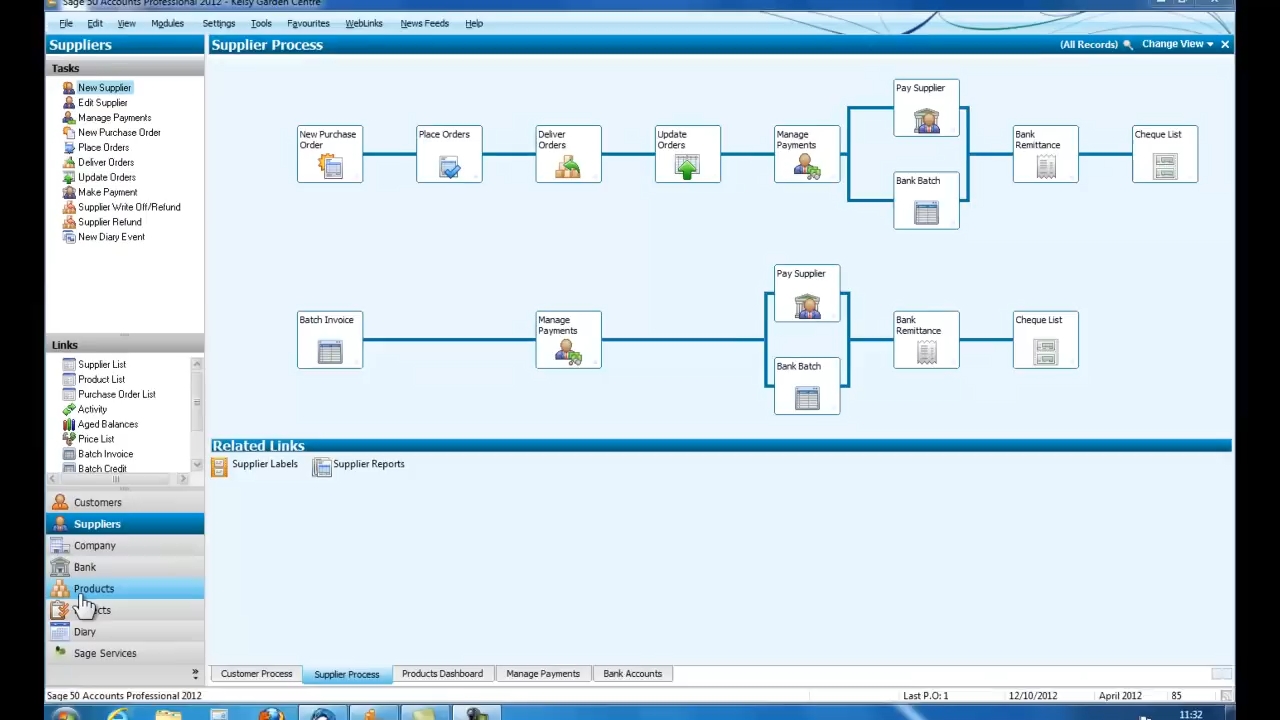 Sage 50 Accounts Professional 2012 - Kelsy Garden Centre
File Edit View Modules Settings Tools Favourites WebLinks News Feeds Help
Suppliers
Supplier Process
(All Records) Change View
Tasks
New Supplier
Edit Supplier
Manage Payments
New Purchase Order
Place Orders
Deliver Orders
Update Orders
Make Payment
Supplier Write Off/Refund
Supplier Refund
New Diary Event
Links
Supplier List
Product List
Purchase Order List
Activity
Aged Balances
Price List
Batch Invoice
Batch Credit
Customers
Suppliers
Company
Bank
Products
Diary
Sage Services
New Purchase
Order
Place Orders
Deliver
Orders
Update
Orders
Manage
Payments
Pay Supplier
Bank Batch
Bank
Remittance
Cheque List
Batch Invoice
Manage
Payments
Pay Supplier
Bank Batch
Bank
Remittance
Cheque List
Related Links
Supplier Labels
Supplier Reports
Customer Process Supplier Process Products Dashboard Manage Payments Bank Accounts
Sage 50 Accounts Professional 2012
Last P.O: 1
12/10/2012
April 2012
85
11:32